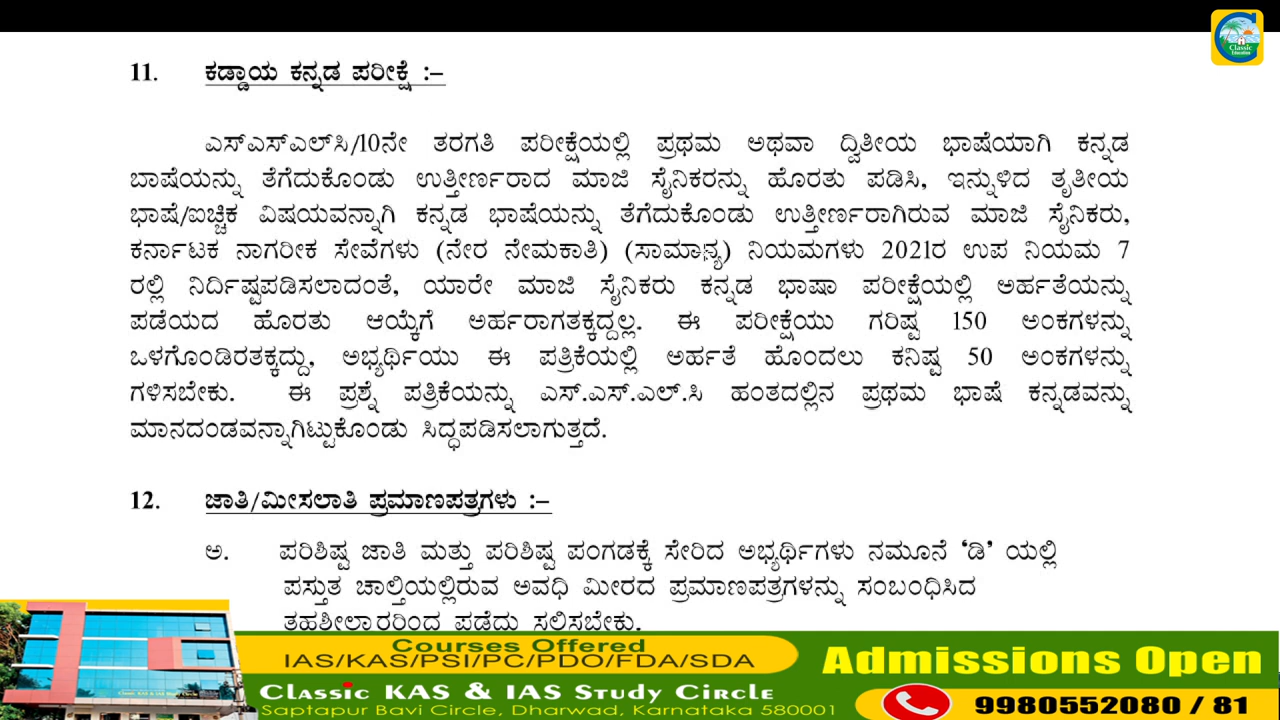 Classic
Education
11. ಕಡ್ಡಾಯ ಕನ್ನಡ ಪರೀಕ್ಷೆ :–
ಎಸ್‌ಎಸ್‌ಎಲ್‌ಸಿ/10ನೇ ತರಗತಿ ಪರೀಕ್ಷೆಯಲ್ಲಿ ಪ್ರಥಮ ಅಥವಾ ದ್ವಿತೀಯ ಭಾಷೆಯಾಗಿ ಕನ್ನಡ
ಬಾಷೆಯನ್ನು ತೆಗೆದುಕೊಂಡು ಉತ್ತೀರ್ಣರಾದ ಮಾಜಿ ಸೈನಿಕರನ್ನು ಹೊರತು ಪಡಿಸಿ, ಇನ್ನುಳಿದ ತೃತೀಯ
ಭಾಷೆ/ಐಚ್ಚಿಕ ವಿಷಯವನ್ನಾಗಿ ಕನ್ನಡ ಭಾಷೆಯನ್ನು ತೆಗೆದುಕೊಂಡು ಉತ್ತೀರ್ಣರಾಗಿರುವ ಮಾಜಿ ಸೈನಿಕರು,
ಕರ್ನಾಟಕ ನಾಗರೀಕ ಸೇವೆಗಳು (ನೇರ ನೇಮಕಾತಿ) (ಸಾಮಾನ್ಯ) ನಿಯಮಗಳು 2021ರ ಉಪ ನಿಯಮ 7
ರಲ್ಲಿ ನಿರ್ದಿಷ್ಟಪಡಿಸಲಾದಂತೆ, ಯಾರೇ ಮಾಜಿ ಸೈನಿಕರು ಕನ್ನಡ ಭಾಷಾ ಪರೀಕ್ಷೆಯಲ್ಲಿ ಅರ್ಹತೆಯನ್ನು
ಪಡೆಯದ ಹೊರತು ಆಯ್ಕೆಗೆ ಅರ್ಹರಾಗತಕ್ಕದ್ದಲ್ಲ. ಈ ಪರೀಕ್ಷೆಯು ಗರಿಷ್ಟ 150 ಅಂಕಗಳನ್ನು
ಒಳಗೊಂಡಿರತಕ್ಕದ್ದು, ಅಭ್ಯರ್ಥಿಯು ಈ ಪತ್ರಿಕೆಯಲ್ಲಿ ಅರ್ಹತೆ ಹೊಂದಲು ಕನಿಷ್ಟ 50 ಅಂಕಗಳನ್ನು
ಗಳಿಸಬೇಕು. ಈ ಪ್ರಶ್ನೆ ಪತ್ರಿಕೆಯನ್ನು ಎಸ್.ಎಸ್.ಎಲ್.ಸಿ ಹಂತದಲ್ಲಿನ ಪ್ರಥಮ ಭಾಷೆ ಕನ್ನಡವನ್ನು
ಮಾನದಂಡವನ್ನಾಗಿಟ್ಟುಕೊಂಡು ಸಿದ್ಧಪಡಿಸಲಾಗುತ್ತದೆ.
12. ಜಾತಿ/ಮೀಸಲಾತಿ ಪ್ರಮಾಣಪತ್ರಗಳು :–
ಅ. ಪರಿಶಿಷ್ಟ ಜಾತಿ ಮತ್ತು ಪರಿಶಿಷ್ಟ ಪಂಗಡಕ್ಕೆ ಸೇರಿದ ಅಭ್ಯರ್ಥಿಗಳು ನಮೂನೆ ‘ಡಿ’ ಯಲ್ಲಿ
ಪಸ್ತುತ ಚಾಲ್ತಿಯಲ್ಲಿರುವ ಅವಧಿ ಮೀರದ ಪ್ರಮಾಣಪತ್ರಗಳನ್ನು ಸಂಬಂಧಿಸಿದ
ತಹಶೀಲ್ದಾರರಿಂದ ಪಡೆದು ಸಲ್ಲಿಸಬೇಕು.
Courses Offered
IAS/KAS/PSI/PC/PDO/FDA/SDA
Classic KAS & IAS Study Circle
Saptapur Bavi Circle, Dharwad, Karnataka 580001
Admissions Open
9980552080 / 81